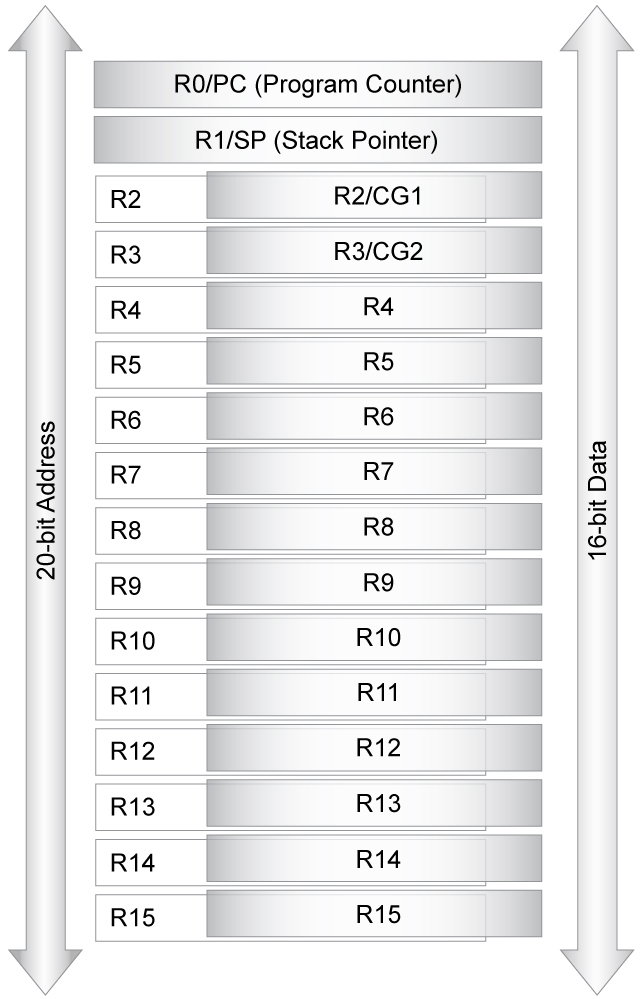 R0/PC (Program Counter)
R1/SP (Stack Pointer)
R2 R2/CG1
R3 R3/CG2
R4 R4
R5 R5
R6 R6
R7 R7
R8 R8
R9 R9
R10 R10
R11 R11
R12 R12
R13 R13
R14 R14
R15 R15
20-bit Address
16-bit Data